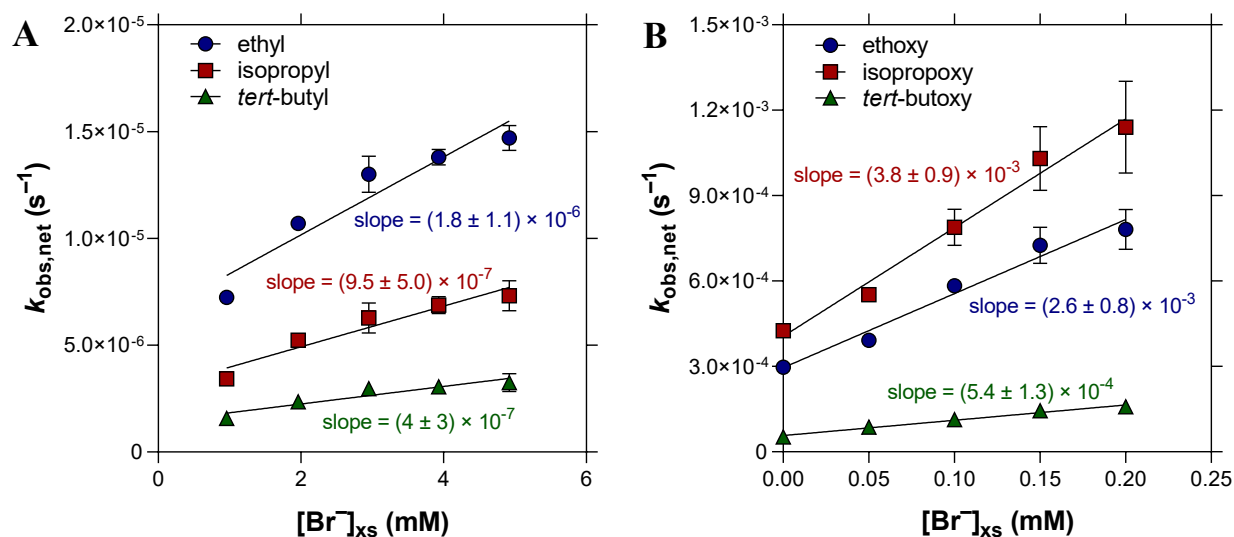 A
ethyl
isopropyl
tert-butyl
k_obs,net (s⁻¹)
2.0×10⁻⁵
1.5×10⁻⁵
1.0×10⁻⁵
5.0×10⁻⁶
0
slope = (1.8 ± 1.1) × 10⁻⁶
slope = (9.5 ± 5.0) × 10⁻⁷
slope = (4 ± 3) × 10⁻⁷
0 2 4 6
[Br⁻]xs (mM)
B
ethoxy
isopropoxy
tert-butoxy
k_obs,net (s⁻¹)
1.5×10⁻³
1.2×10⁻³
9.0×10⁻⁴
6.0×10⁻⁴
3.0×10⁻⁴
0
slope = (3.8 ± 0.9) × 10⁻³
slope = (2.6 ± 0.8) × 10⁻³
slope = (5.4 ± 1.3) × 10⁻⁴
0.00 0.05 0.10 0.15 0.20 0.25
[Br⁻]xs (mM)